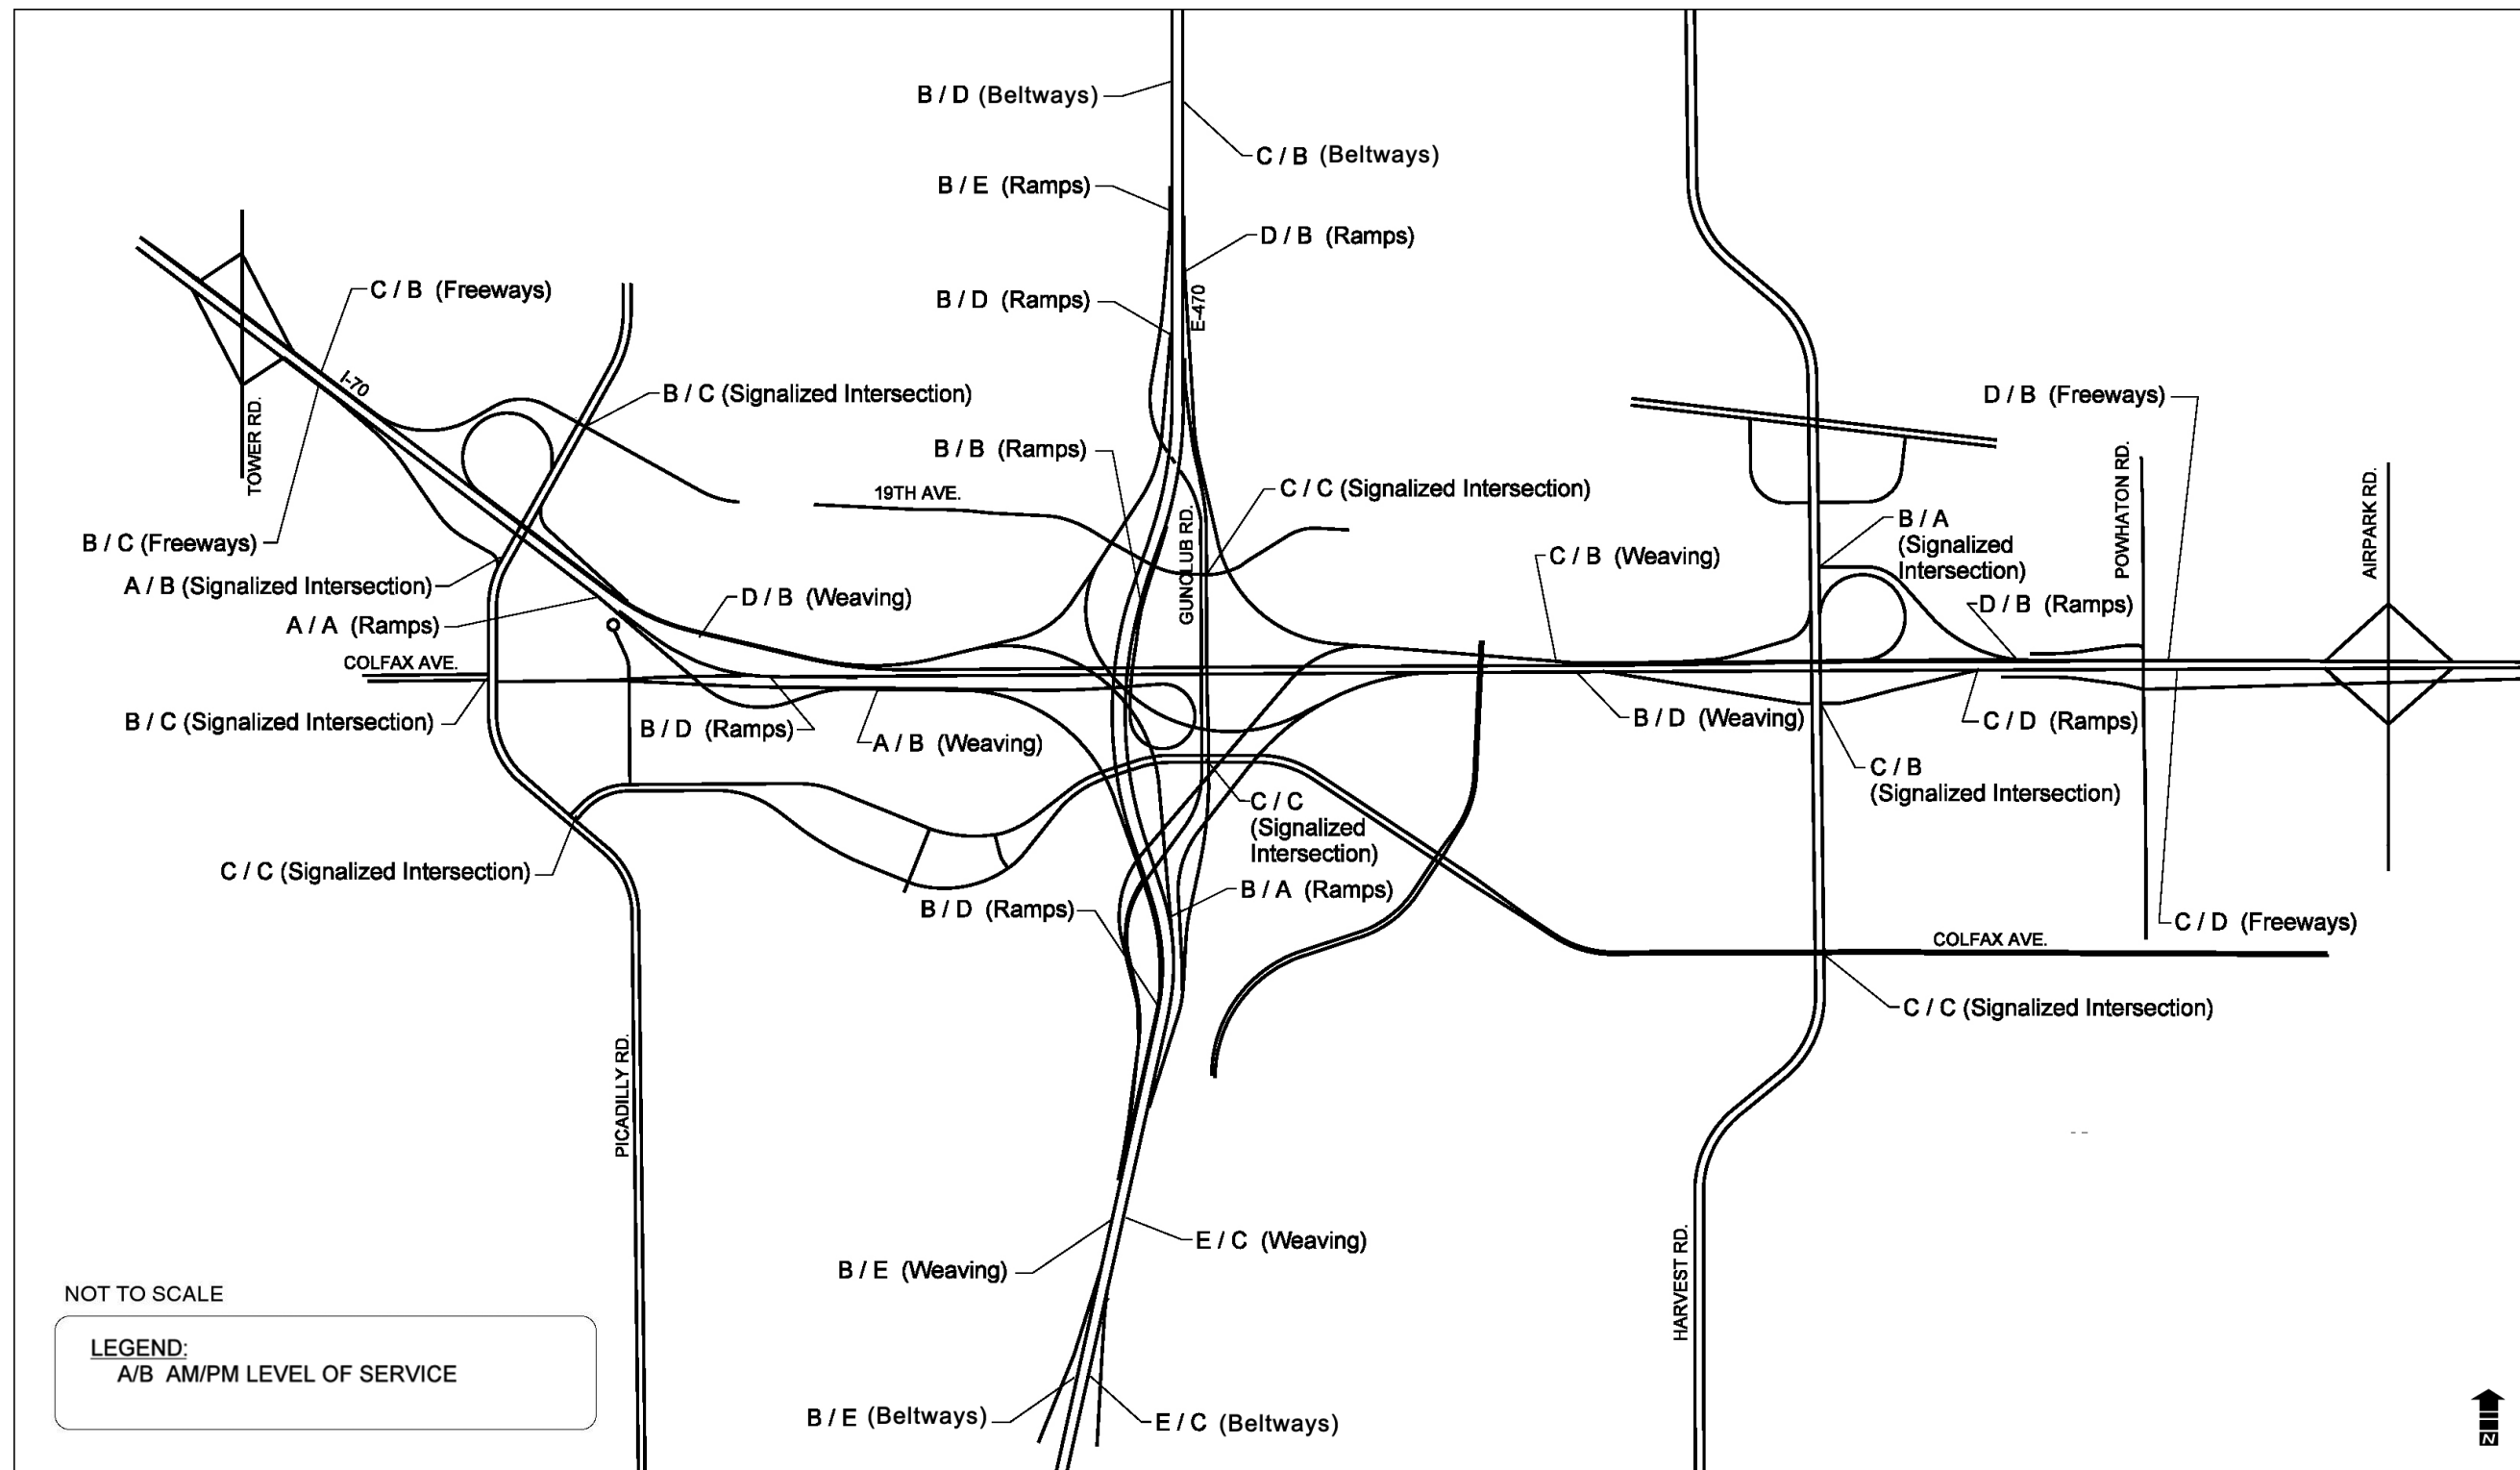 B / D (Beltways)
C / B (Beltways)
B / E (Ramps)
D / B (Ramps)
C / B (Freeways)
B / D (Ramps)
E-470
I-70
B / C (Signalized Intersection)
D / B (Freeways)
TOWER RD.
B / B (Ramps)
19TH AVE.
C / C (Signalized Intersection)
GUNOLUB RD.
POWHATON RD.
AIRPARK RD.
B / A
(Signalized
Intersection)
B / C (Freeways)
C / B (Weaving)
A / B (Signalized Intersection)
D / B (Weaving)
D / B (Ramps)
A / A (Ramps)
COLFAX AVE.
B / C (Signalized Intersection)
B / D (Ramps)
A / B (Weaving)
B / D (Weaving)
C / D (Ramps)
C / B
(Signalized Intersection)
C / C
(Signalized
Intersection)
C / C (Signalized Intersection)
B / A (Ramps)
B / D (Ramps)
C / D (Freeways)
COLFAX AVE.
C / C (Signalized Intersection)
PICADILLY RD.
E / C (Weaving)
B / E (Weaving)
HARVEST RD.
NOT TO SCALE
LEGEND:
A/B AM/PM LEVEL OF SERVICE
B / E (Beltways)
E / C (Beltways)
N